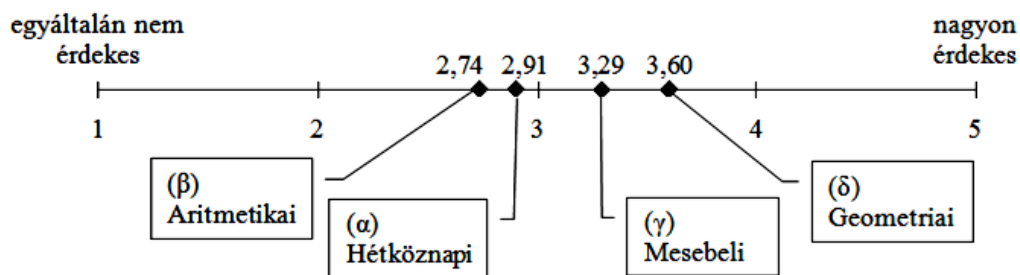 egyáltalán nem
érdekes
nagyon
érdekes
2,74 2,91 3,29 3,60
1 2 3 4 5
(β)
Aritmetikai
(α)
Hétköznapi
(γ)
Mesebeli
(δ)
Geometriai